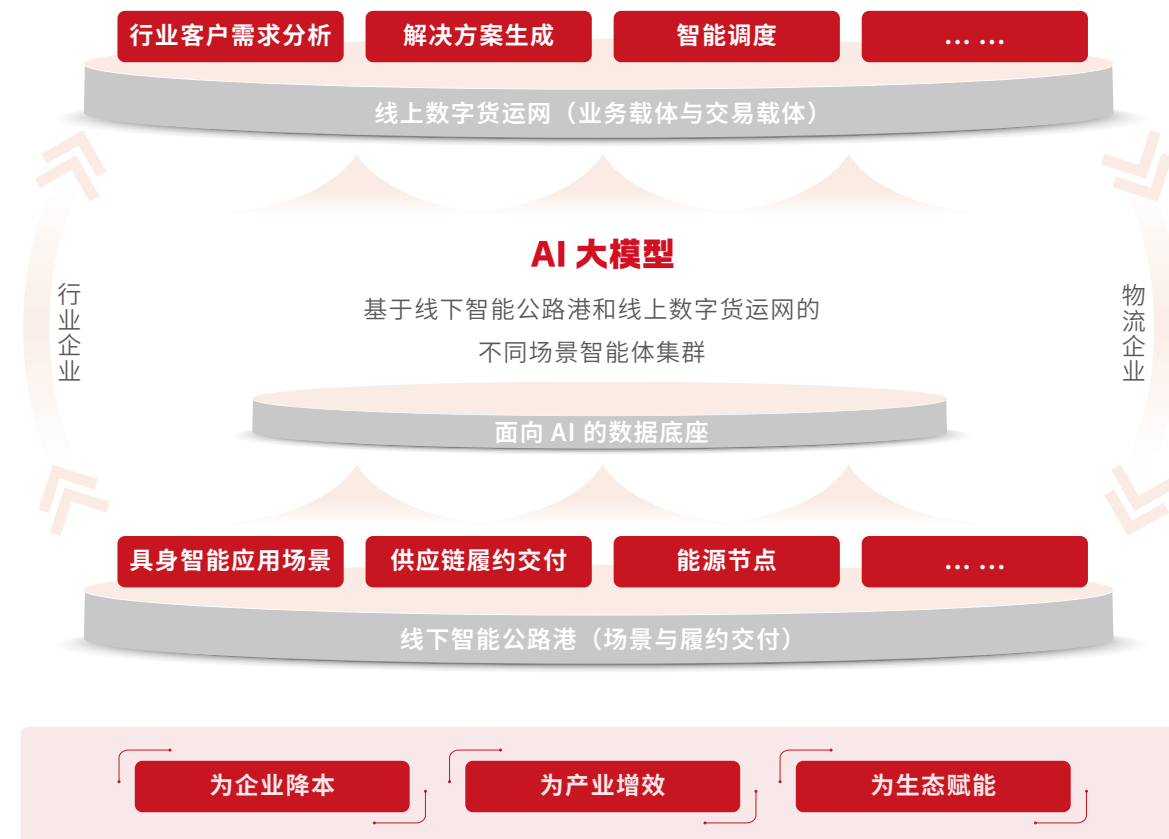 行业客户需求分析
解决方案生成
智能调度
... ...
线上数字货运网（业务载体与交易载体）
AI 大模型
基于线下智能公路港和线上数字货运网的
不同场景智能体集群
行业企业
物流企业
面向 AI 的数据底座
具身智能应用场景
供应链履约交付
能源节点
... ...
线下智能公路港（场景与履约交付）
为企业降本
为产业增效
为生态赋能